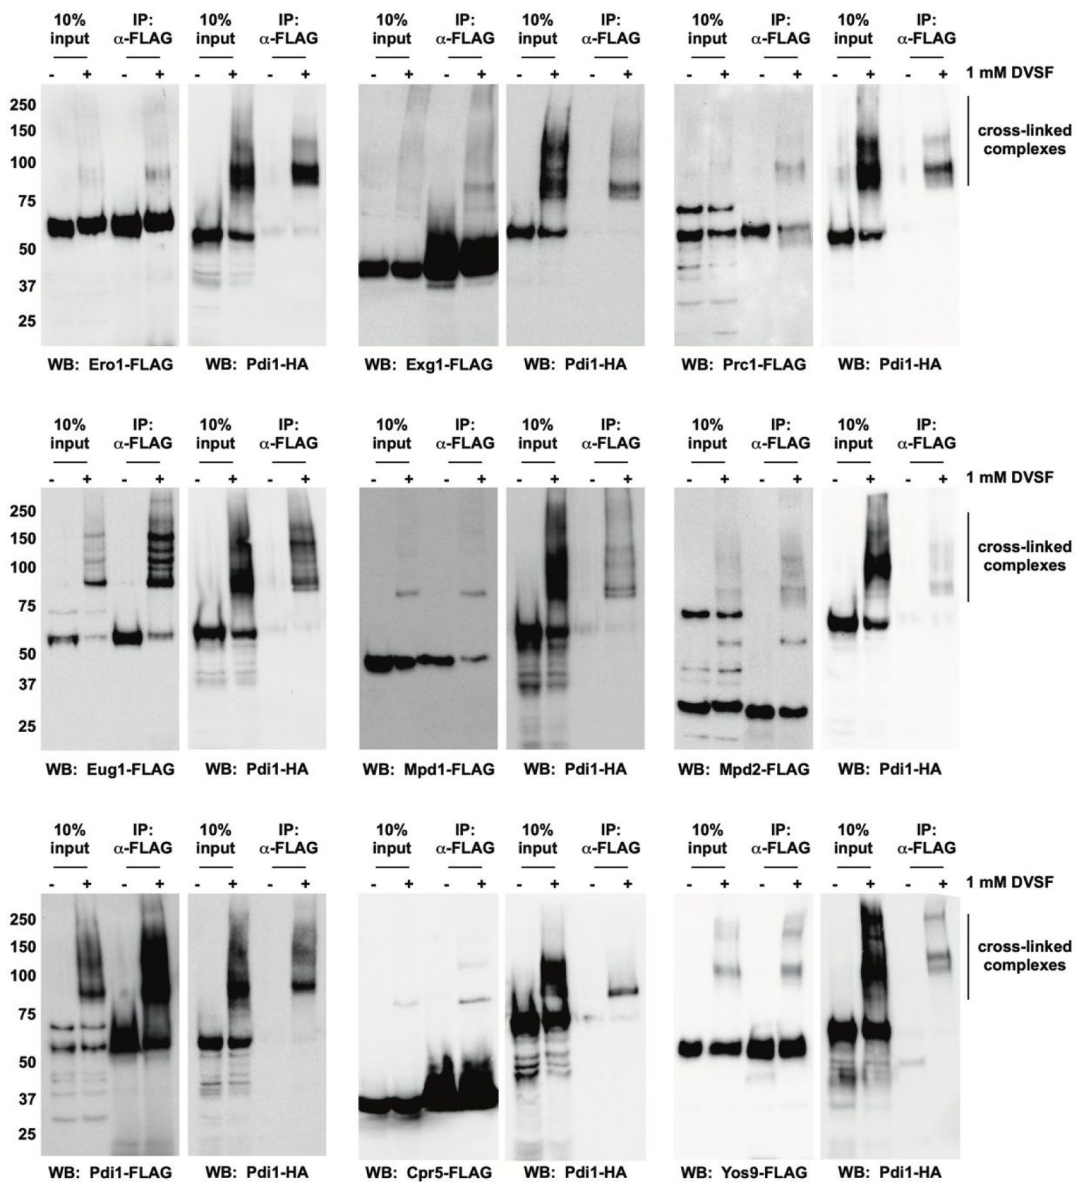 10% input IP: α-FLAG 10% input IP: α-FLAG 10% input IP: α-FLAG 10% input IP: α-FLAG 10% input IP: α-FLAG 10% input IP: α-FLAG
- + - + - + - + - + - + - + - + - + - + - + - + 1 mM DVSF
250
150
100
75
50
37
25
cross-linked
complexes
WB: Ero1-FLAG WB: Pdi1-HA WB: Exg1-FLAG WB: Pdi1-HA WB: Prc1-FLAG WB: Pdi1-HA
10% input IP: α-FLAG 10% input IP: α-FLAG 10% input IP: α-FLAG 10% input IP: α-FLAG 10% input IP: α-FLAG 10% input IP: α-FLAG
- + - + - + - + - + - + - + - + - + - + - + - + 1 mM DVSF
250
150
100
75
50
37
25
cross-linked
complexes
WB: Eug1-FLAG WB: Pdi1-HA WB: Mpd1-FLAG WB: Pdi1-HA WB: Mpd2-FLAG WB: Pdi1-HA
10% input IP: α-FLAG 10% input IP: α-FLAG 10% input IP: α-FLAG 10% input IP: α-FLAG 10% input IP: α-FLAG 10% input IP: α-FLAG
- + - + - + - + - + - + - + - + - + - + - + - + 1 mM DVSF
250
150
100
75
50
37
25
cross-linked
complexes
WB: Pdi1-FLAG WB: Pdi1-HA WB: Cpr5-FLAG WB: Pdi1-HA WB: Yos9-FLAG WB: Pdi1-HA